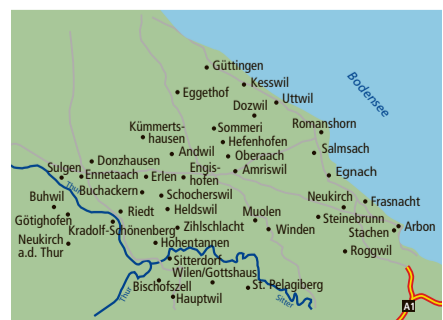 Güttingen
Kesswil
Bodensee
Eggethof
Uttwil
Dozwil
Romanshorn
Kümmerts-
hausen
Sommeri
Hefenhofen
Salmsach
Andwil
Oberaach
Donzhausen
Sulgen
Ennetaach
Erlen
Engis-
hofen
Amriswil
Egnach
Thur
Buchackern
Schocherswil
Buhwil
Neukirch
Frasnacht
Götighofen
Riedt
Heldswil
Muolen
Steinebrunn
Kradolf-Schönenberg
Zihlschlacht
Winden
Stachen
Arbon
Neukirch
a.d. Thur
Hohentannen
Roggwil
Sitterdorf
Wilen/Gottshaus
Bischofszell
St. Pelagiberg
Thur
Hauptwil
Sitter
A1